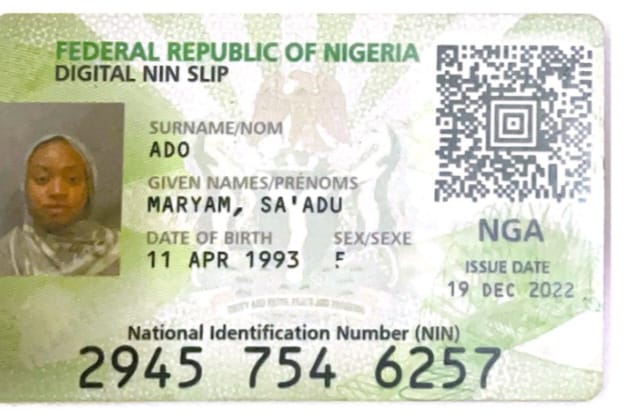 FEDERAL REPUBLIC OF NIGERIA
DIGITAL NIN SLIP
SURNAME/NOM
ADO
GIVEN NAMES/PRÉNOMS
MARYAM, SA'ADU
DATE OF BIRTH SEX/SEXE
11 APR 1993 F
NGA
ISSUE DATE
19 DEC 2022
National Identification Number (NIN)
2945 754 6257